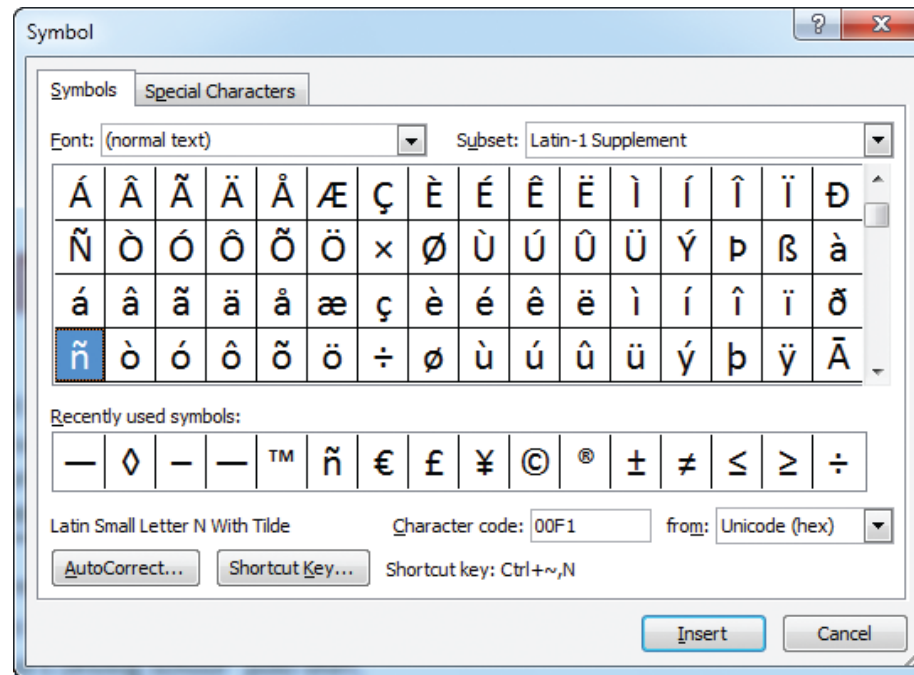 Symbol
Symbols Special Characters
Font: (normal text) Subset: Latin-1 Supplement
Á Â Ã Ä Å Æ Ç È É Ê Ë Ì Í Î Ï Đ
Ñ Ò Ó Ô Õ Ö × Ø Ù Ú Û Ü Ý Þ ß à
á â ã ä å æ ç è é ê ë ì í î ï ð
ñ ò ó ô õ ö ÷ ø ù ú û ü ý þ ÿ Ā
Recently used symbols:
— ◊ – — ™ ñ € £ ¥ © ® ± ≠ ≤ ≥ ÷
Latin Small Letter N With Tilde Character code: 00F1 from: Unicode (hex)
AutoCorrect... Shortcut Key... Shortcut key: Ctrl+~,N
Insert Cancel